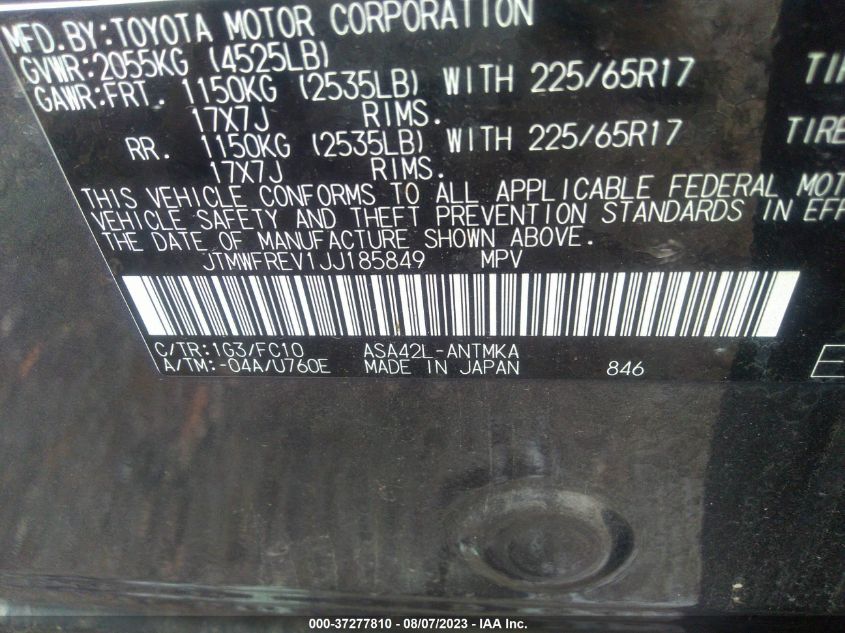 MFD.BY:TOYOTA MOTOR CORPORATION
GVWR:2055KG (4525LB)
GAWR:FRT. 1150KG (2535LB) WITH 225/65R17
17X7J RIMS.
RR. 1150KG (2535LB) WITH 225/65R17 TIRE
17X7J RIMS.
THIS VEHICLE CONFORMS TO ALL APPLICABLE FEDERAL MOT
VEHICLE SAFETY AND THEFT PREVENTION STANDARDS IN EFF
THE DATE OF MANUFACTURE SHOWN ABOVE.
JTMWFREV1JJ185849 MPV
C/TR:1G3/FC10 ASA42L-ANTMKA
A/TM:-04A/U760E MADE IN JAPAN 846
000-37277810 - 08/07/2023 - IAA Inc.